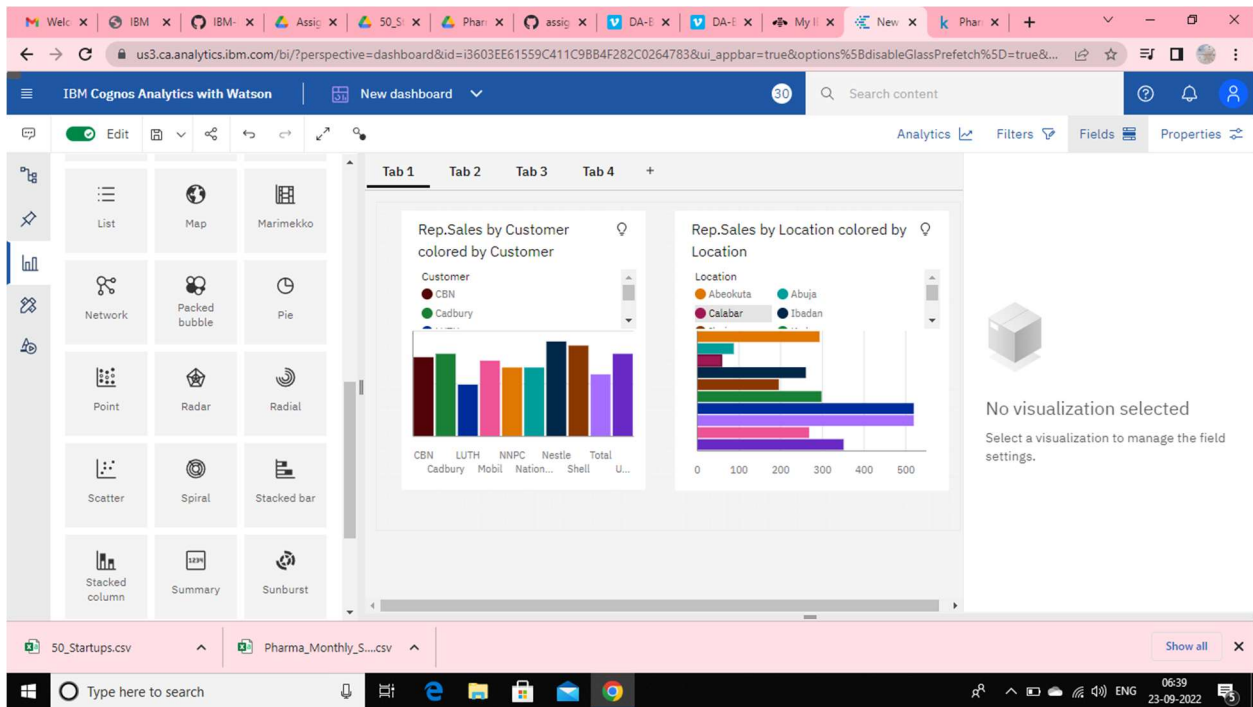 Welc
IBM
IBM-
Assig
50_St
Phari
assig
DA-E
DA-E
My I
New
Phari
us3.ca.analytics.ibm.com/bi/?perspective=dashboard&id=i3603EE61559C411C9BB4F282C0264783&ui_appbar=true&options%5BdisableGlassPrefetch%5D=true&...
IBM Cognos Analytics with Watson
New dashboard
30
Search content
Edit
Analytics
Filters
Fields
Properties
List
Map
Marimekko
Network
Packed
bubble
Pie
Point
Radar
Radial
Scatter
Spiral
Stacked bar
Stacked
column
Summary
Sunburst
Tab 1
Tab 2
Tab 3
Tab 4
Rep.Sales by Customer
colored by Customer
Customer
CBN
Cadbury
CBN LUTH NNPC Nestle Total
Cadbury Mobil Nation... Shell U...
Rep.Sales by Location colored by
Location
Location
Abeokuta Abuja
Calabar Ibadan
0 100 200 300 400 500
No visualization selected
Select a visualization to manage the field
settings.
50_Startups.csv
Pharma_Monthly_S....csv
Show all
Type here to search
ENG
06:39
23-09-2022
5